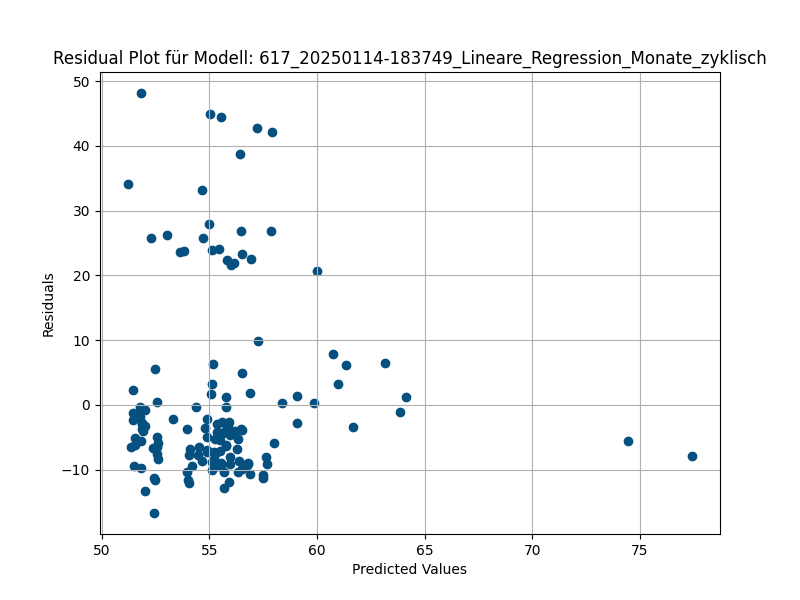 Residual Plot für Modell: 617_20250114-183749_Lineare_Regression_Monate_zyklisch
50
40
30
20
10
0
−10
Residuals
50 55 60 65 70 75
Predicted Values